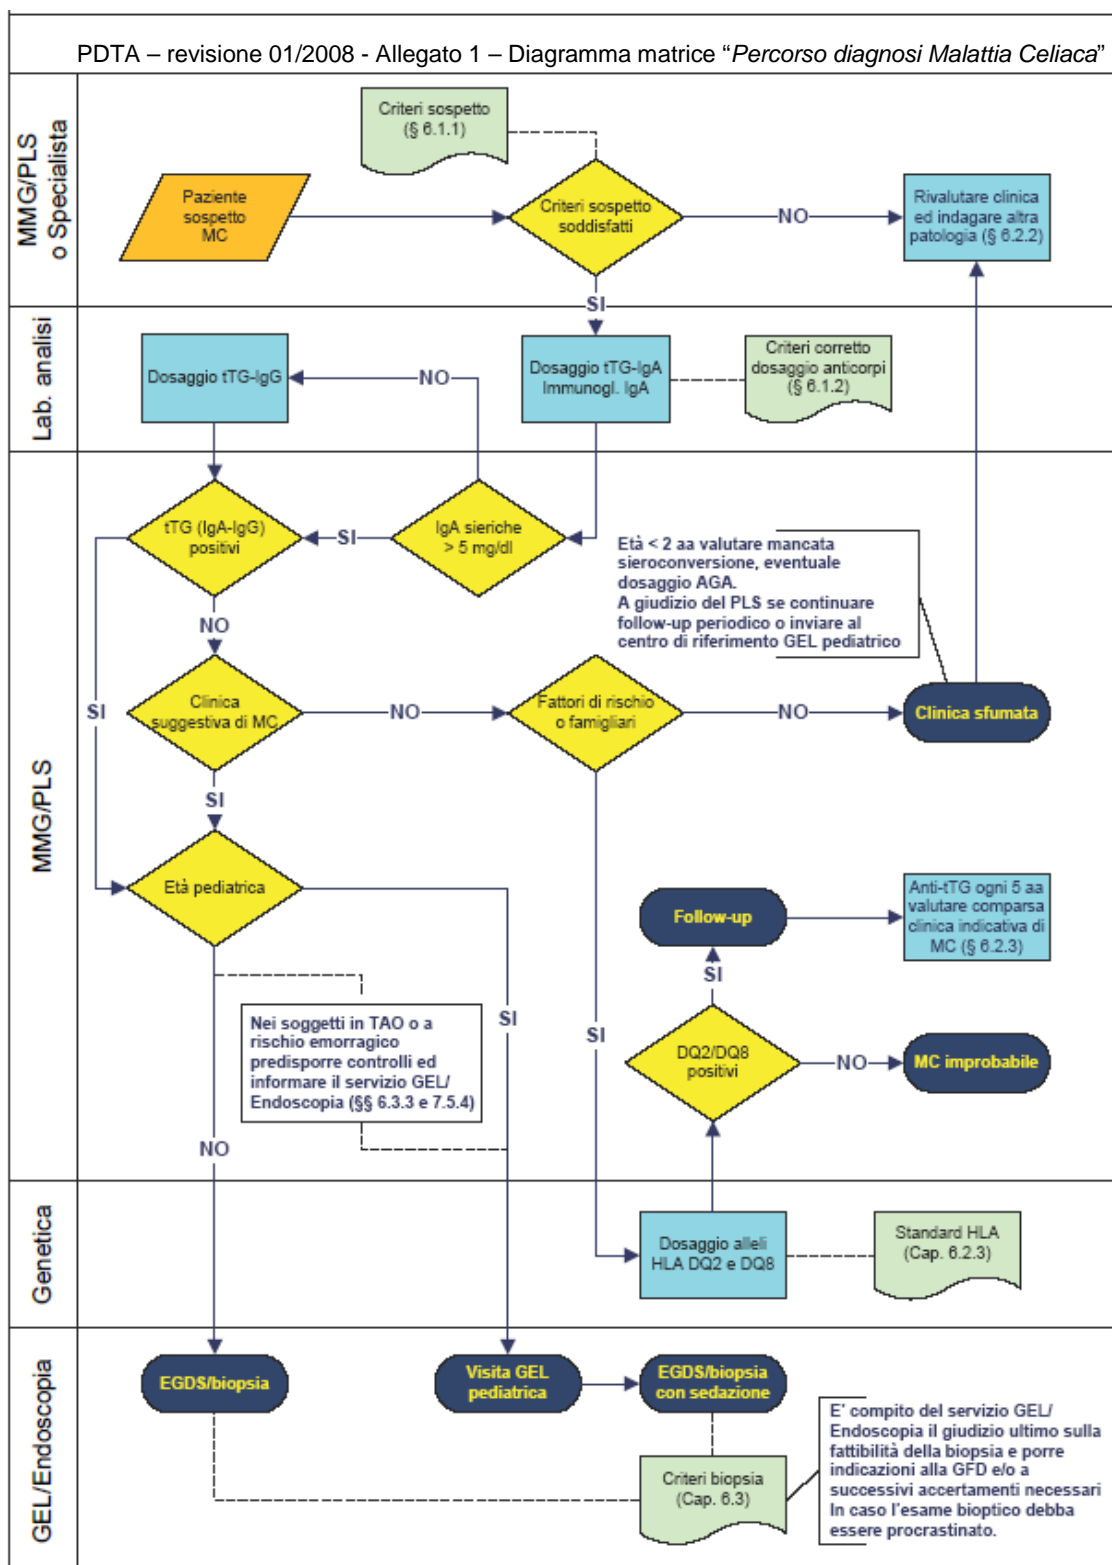 PDTA – revisione 01/2008 - Allegato 1 – Diagramma matrice “Percorso diagnosi Malattia Celiaca”
MMG/PLS
o Specialista
Criteri sospetto
(§ 6.1.1)
Paziente
sospetto
MC
Criteri sospetto
soddisfatti
NO
Rivalutare clinica
ed indagare altra
patologia (§ 6.2.2)
SI
Lab. analisi
Dosaggio tTG-IgG
NO
Dosaggio tTG-IgA
Immunogl. IgA
Criteri corretto
dosaggio anticorpi
(§ 6.1.2)
MMG/PLS
tTG (IgA-IgG)
positivi
SI
IgA sieriche
> 5 mg/dl
Età < 2 aa valutare mancata
sieroconversione, eventuale
dosaggio AGA.
A giudizio del PLS se continuare
follow-up periodico o inviare al
centro di riferimento GEL pediatrico
NO
SI
Clinica
suggestiva di MC
NO
Fattori di rischio
o famigliari
NO
Clinica sfumata
SI
Età pediatrica
Follow-up
Anti-tTG ogni 5 aa
valutare comparsa
clinica indicativa di
MC (§ 6.2.3)
SI
Nei soggetti in TAO o a
rischio emorragico
predisporre controlli ed
informare il servizio GEL/
Endoscopia (§§ 6.3.3 e 7.5.4)
SI
SI
DQ2/DQ8
positivi
NO
MC improbabile
NO
Genetica
Dosaggio alleli
HLA DQ2 e DQ8
Standard HLA
(Cap. 6.2.3)
GEL/Endoscopia
EGDS/biopsia
Visita GEL
pediatrica
EGDS/biopsia
con sedazione
Criteri biopsia
(Cap. 6.3)
E' compito del servizio GEL/
Endoscopia il giudizio ultimo sulla
fattibilità della biopsia e porre
indicazioni alla GFD e/o a
successivi accertamenti necessari
In caso l'esame bioptico debba
essere procrastinato.